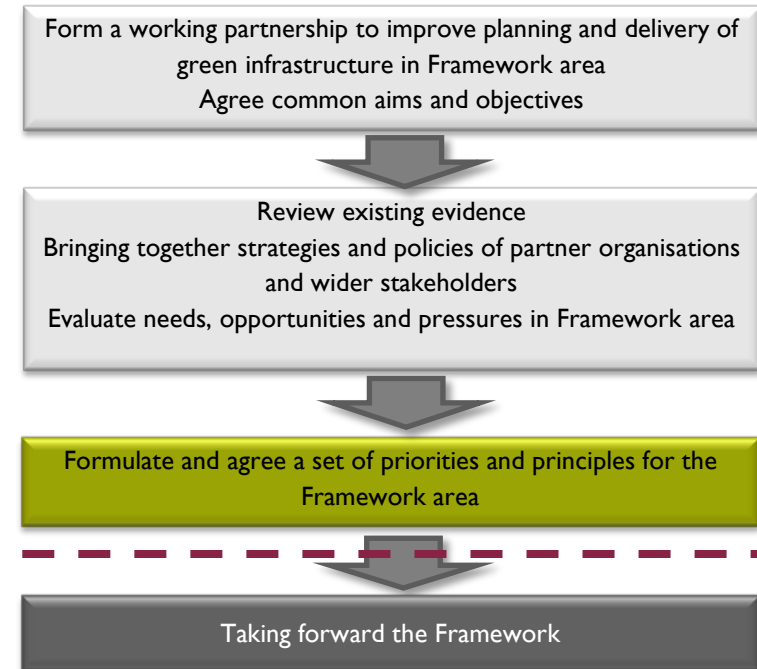 Form a working partnership to improve planning and delivery of
green infrastructure in Framework area
Agree common aims and objectives
Review existing evidence
Bringing together strategies and policies of partner organisations
and wider stakeholders
Evaluate needs, opportunities and pressures in Framework area
Formulate and agree a set of priorities and principles for the
Framework area
Taking forward the Framework